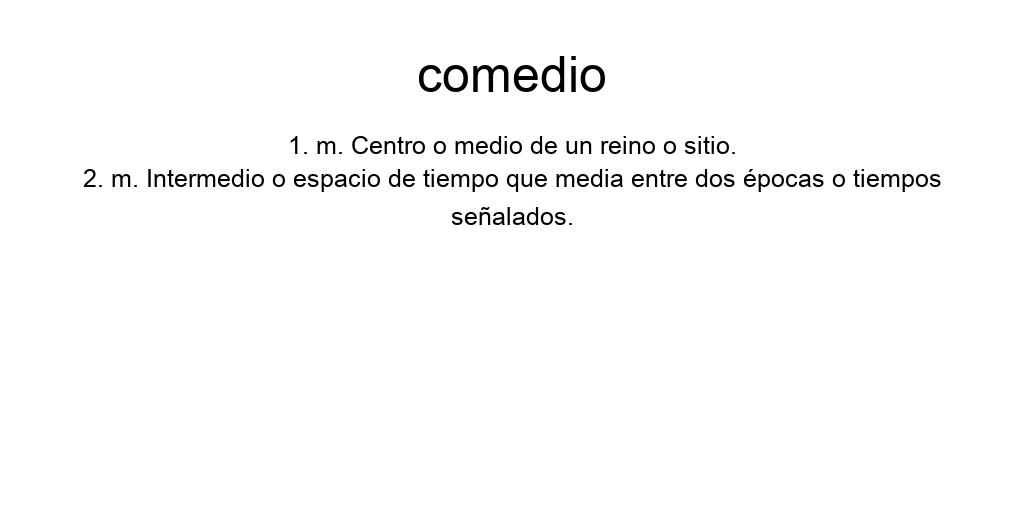 comedio
1. m. Centro o medio de un reino o sitio.
2. m. Intermedio o espacio de tiempo que media entre dos épocas o tiempos
señalados.